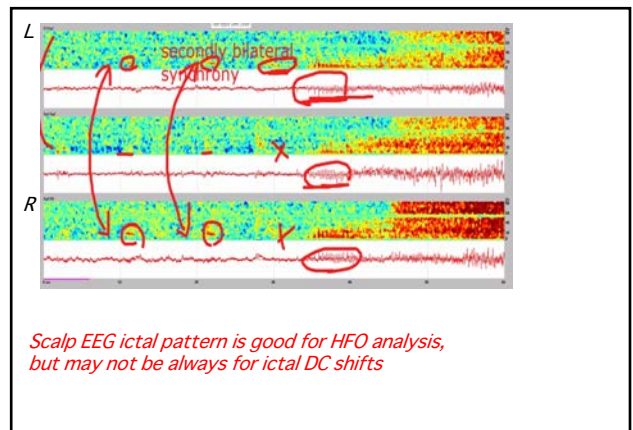 L
secondly bilateral
synchrony
R
Scalp EEG ictal pattern is good for HFO analysis,
but may not be always for ictal DC shifts